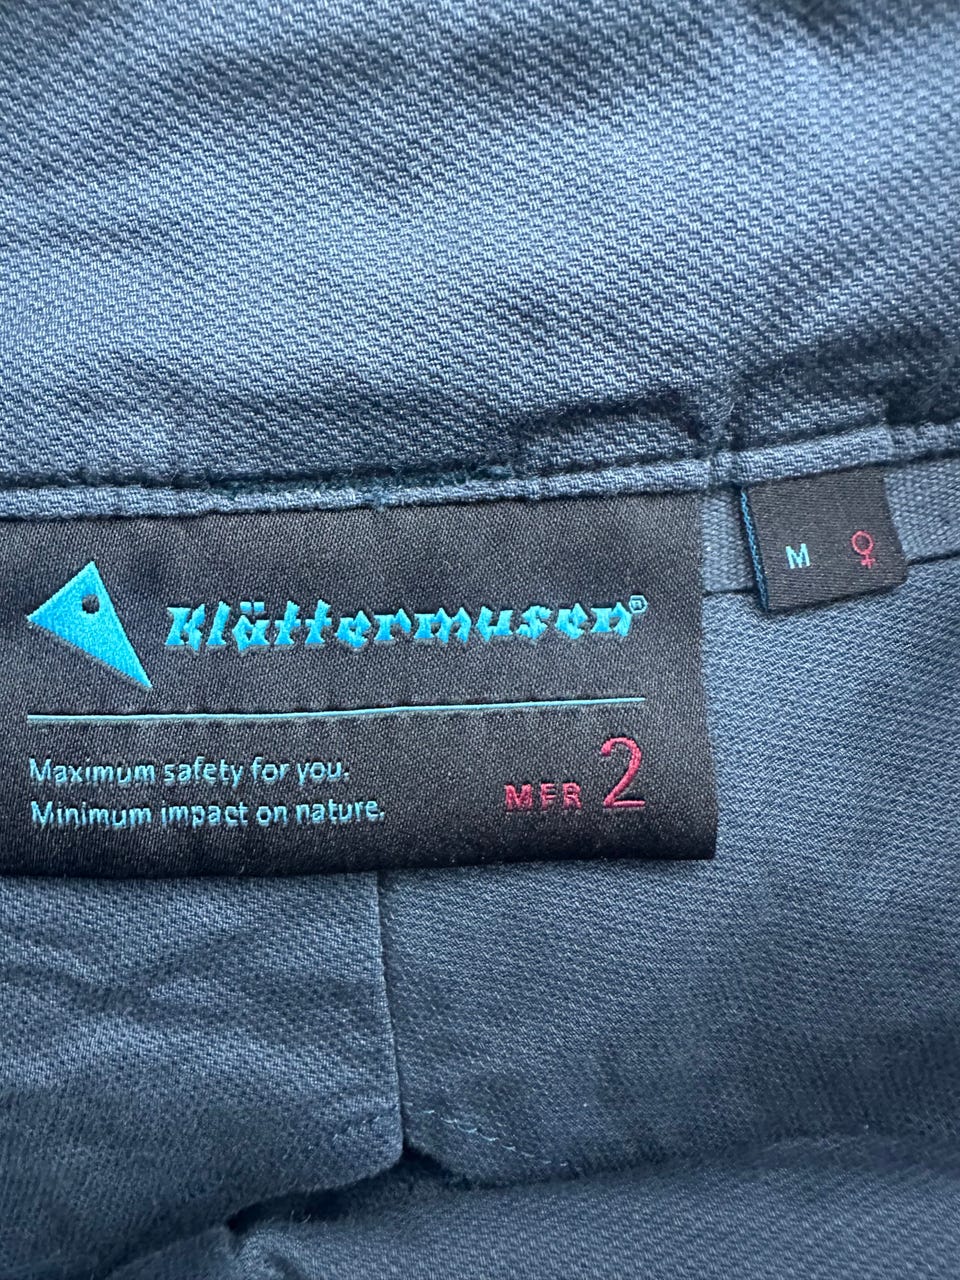 Klättermusen®
Maximum safety for you.
Minimum impact on nature.
MFR 2
M ♀